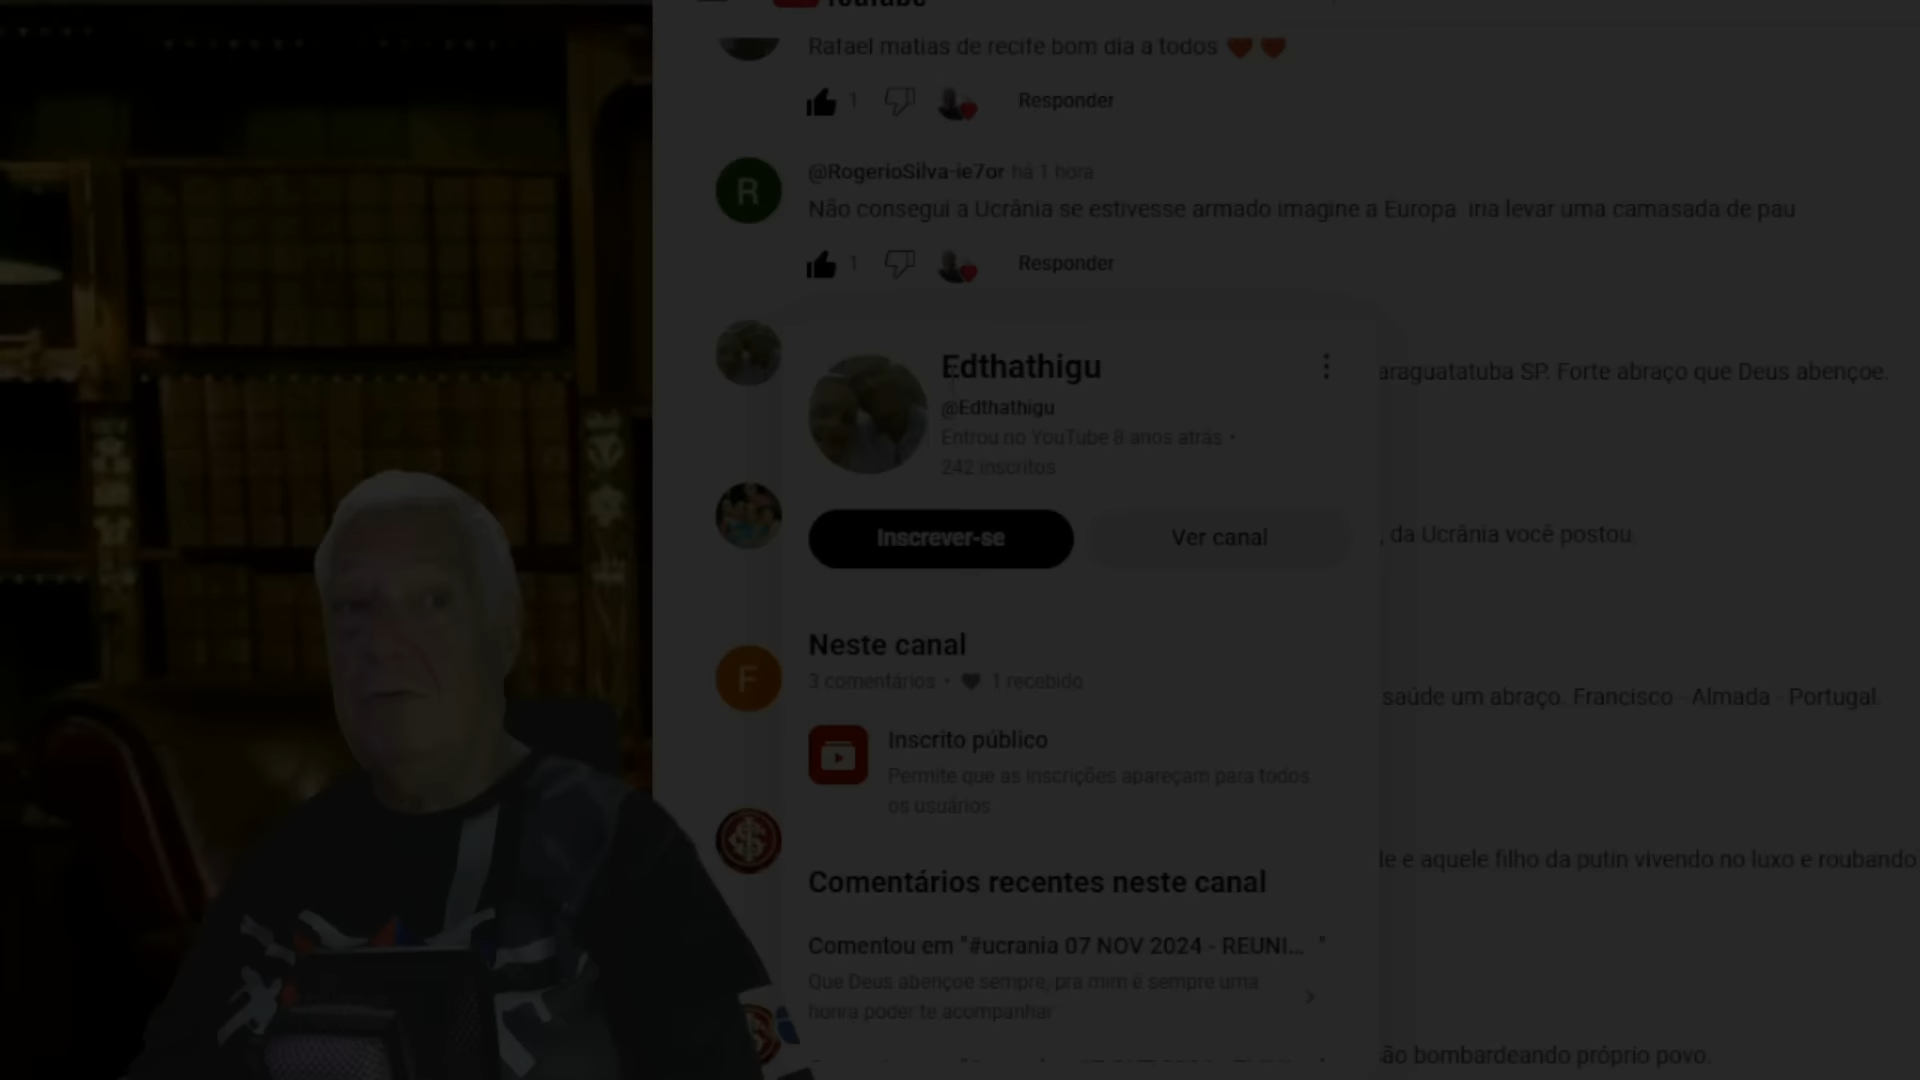 YouTube
Rafael matias de recife bom dia a todos
1 Responder
@RogerioSilva-ie7or há 1 hora
Não consegui a Ucrânia se estivesse armado imagine a Europa iria levar uma camasada de pau
1 Responder
R
Edthathigu
araguatatuba SP. Forte abraço que Deus abençoe.
@Edthathigu
Entrou no YouTube 8 anos atrás •
242 inscritos
Inscrever-se Ver canal
, da Ucrânia você postou.
Neste canal
F
3 comentários • 1 recebido
saúde um abraço. Francisco - Almada - Portugal.
Inscrito público
Permite que as inscrições apareçam para todos
os usuários
le e aquele filho da putin vivendo no luxo e roubando
Comentários recentes neste canal
Comentou em "#ucrania 07 NOV 2024 - REUNI... "
Que Deus abençoe sempre, pra mim é sempre uma
honra poder te acompanhar
ão bombardeando próprio povo.